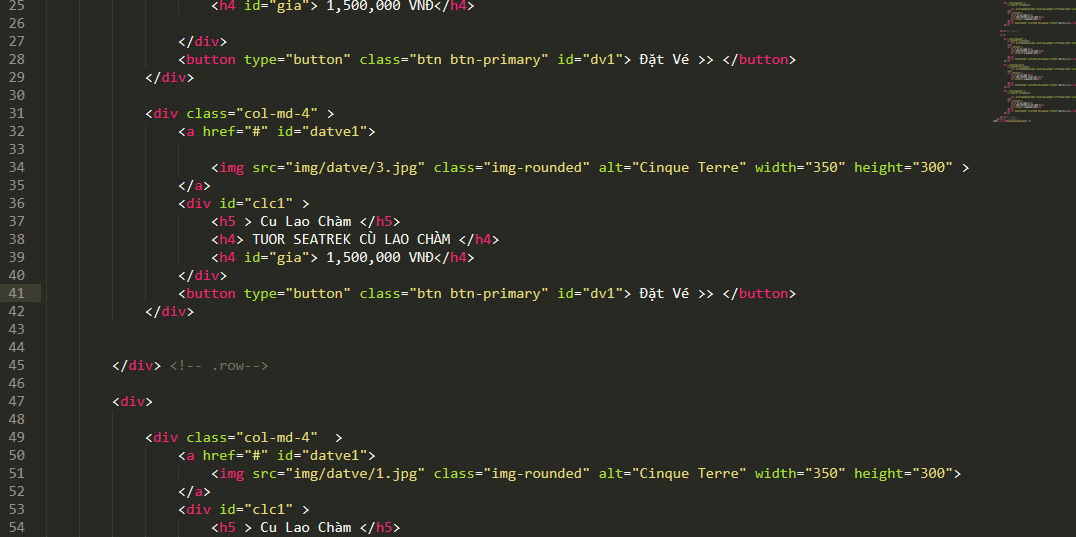 25 <h4 id="gia"> 1,500,000 VNĐ</h4>
26
27 </div>
28 <button type="button" class="btn btn-primary" id="dv1"> Đặt Vé >> </button>
29 </div>
30
31 <div class="col-md-4" >
32 <a href="#" id="datve1">
33
34 <img src="img/datve/3.jpg" class="img-rounded" alt="Cinque Terre" width="350" height="300" >
35 </a>
36 <div id="clc1" >
37 <h5 > Cu Lao Chàm </h5>
38 <h4> TUOR SEATREK CÙ LAO CHÀM </h4>
39 <h4 id="gia"> 1,500,000 VNĐ</h4>
40 </div>
41 <button type="button" class="btn btn-primary" id="dv1"> Đặt Vé >> </button>
42 </div>
43
44
45 </div> <!-- .row-->
46
47 <div>
48
49 <div class="col-md-4"  >
50 <a href="#" id="datve1">
51 <img src="img/datve/1.jpg" class="img-rounded" alt="Cinque Terre" width="350" height="300">
52 </a>
53 <div id="clc1" >
54 <h5 > Cu Lao Chàm </h5>